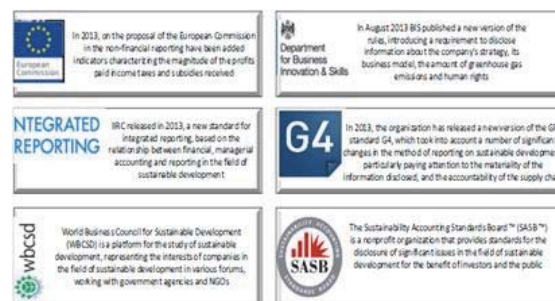 European
Commission
In 2013, on the proposal of the European Commission
in the non-financial reporting have been added
indicators characterizing the magnitude of the profits
paid income taxes and subsidies received
Department
for Business
Innovation & Skills
In August 2013 BIS published a new version of the
rules, introducing a requirement to disclose
information about the company's strategy, its
business model, the amount of greenhouse gas
emissions and human rights
NTEGRATED
REPORTING
IIRC released in 2013, a new standard for
integrated reporting, based on the
relationship between financial, managerial
accounting and reporting in the field of
sustainable development
G4
In 2013, the organization has released a new version of the GR
standard G4, which took into account a number of significan
changes in the method of reporting on sustainable developme
particularly paying attention to the materiality of the
information disclosed, and the accountability of the supply cha
wbcsd
World Business Council for Sustainable Development
(WBCSD) is a platform for the study of sustainable
development, representing the interests of companies in
the field of sustainable development in various forums,
working with government agencies and NGOs
SASB
The Sustainability Accounting Standards Board ™ (SASB ™)
is a nonprofit organization that provides standards for the
disclosure of significant issues in the field of sustainable
development for the benefit of investors and the public